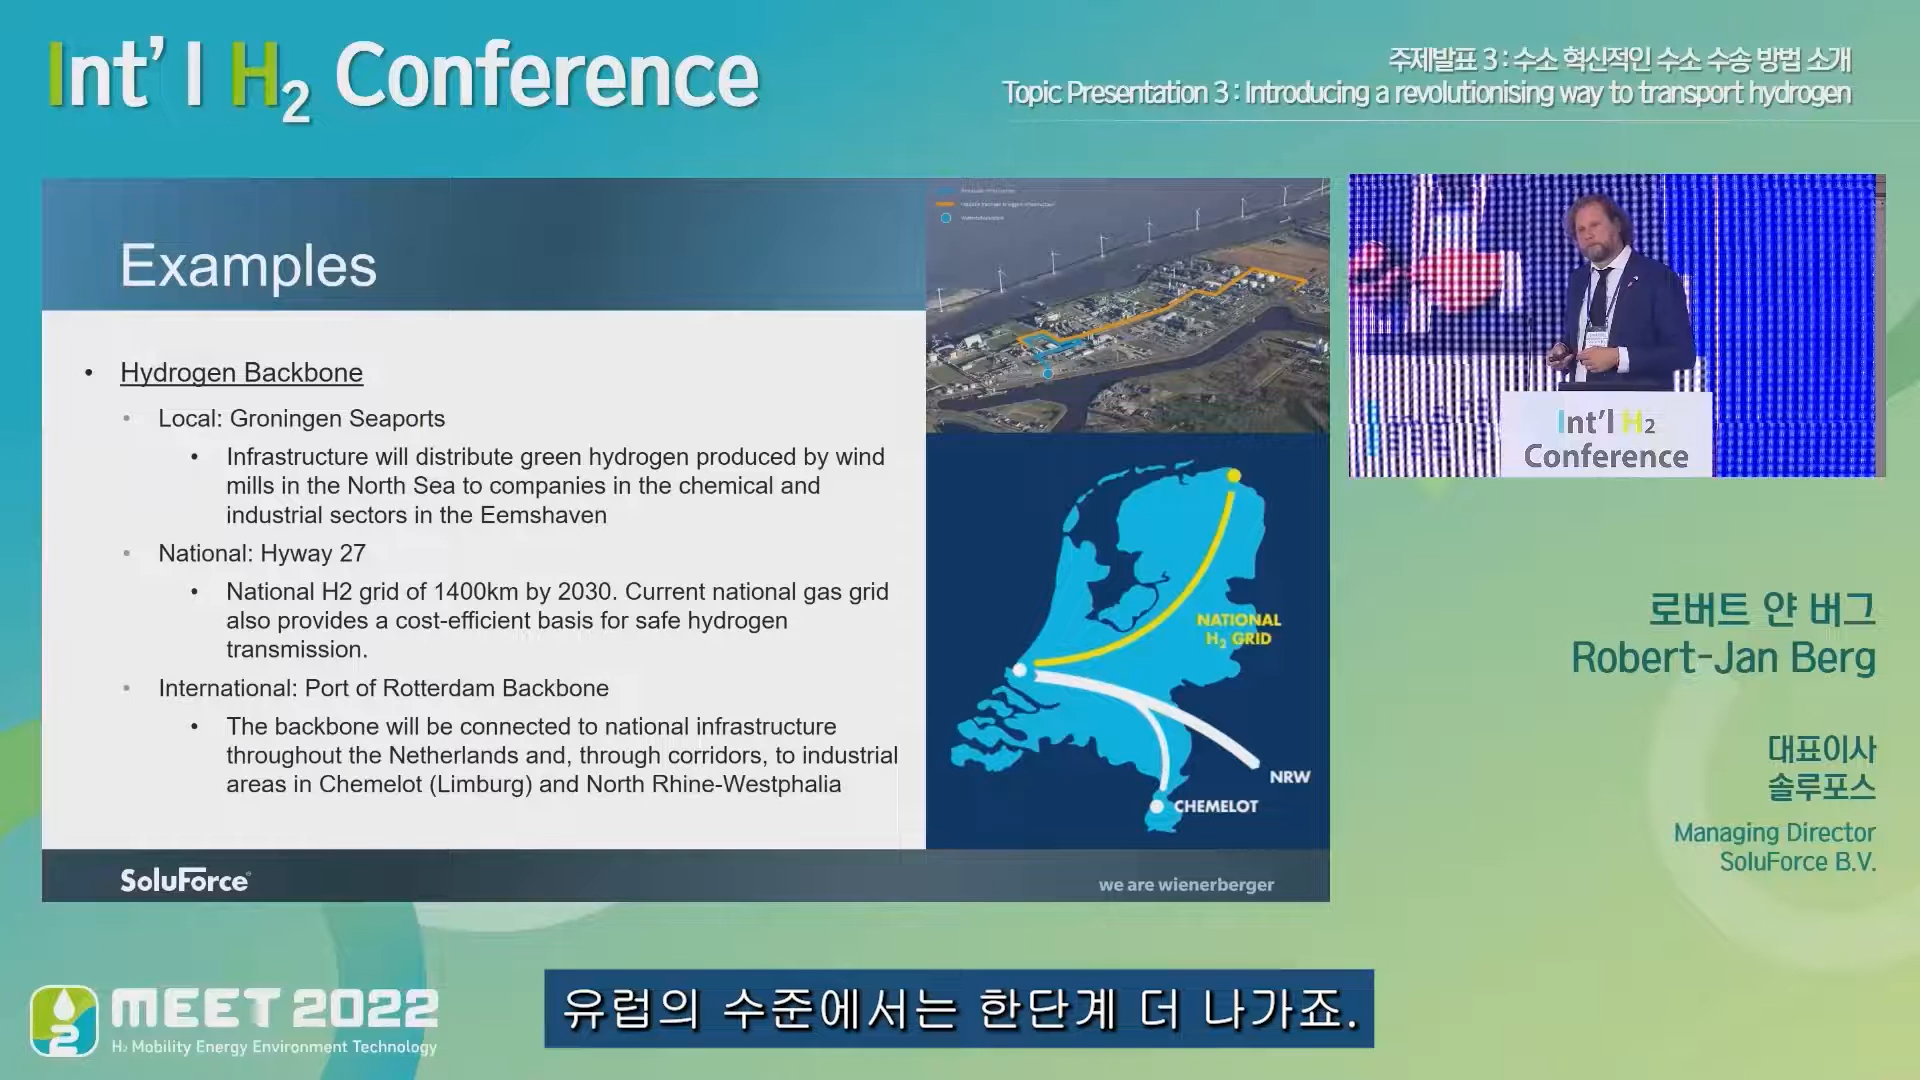 Int' l H2 Conference
주제발표 3 : 수소 혁신적인 수소 수송 방법 소개
Topic Presentation 3 : Introducing a revolutionising way to transport hydrogen
Examples
• Hydrogen Backbone
• Local: Groningen Seaports
• Infrastructure will distribute green hydrogen produced by wind
mills in the North Sea to companies in the chemical and
industrial sectors in the Eemshaven
• National: Hyway 27
• National H2 grid of 1400km by 2030. Current national gas grid
also provides a cost-efficient basis for safe hydrogen
transmission.
• International: Port of Rotterdam Backbone
• The backbone will be connected to national infrastructure
throughout the Netherlands and, through corridors, to industrial
areas in Chemelot (Limburg) and North Rhine-Westphalia
NATIONAL
H2 GRID
NRW
CHEMELOT
SoluForce
we are wienerberger
Int'l H2
Conference
로버트 얀 버그
Robert-Jan Berg
대표이사
솔루포스
Managing Director
SoluForce B.V.
MEET 2022
H2 Mobility Energy Environment Technology
유럽의 수준에서는 한단계 더 나가죠.